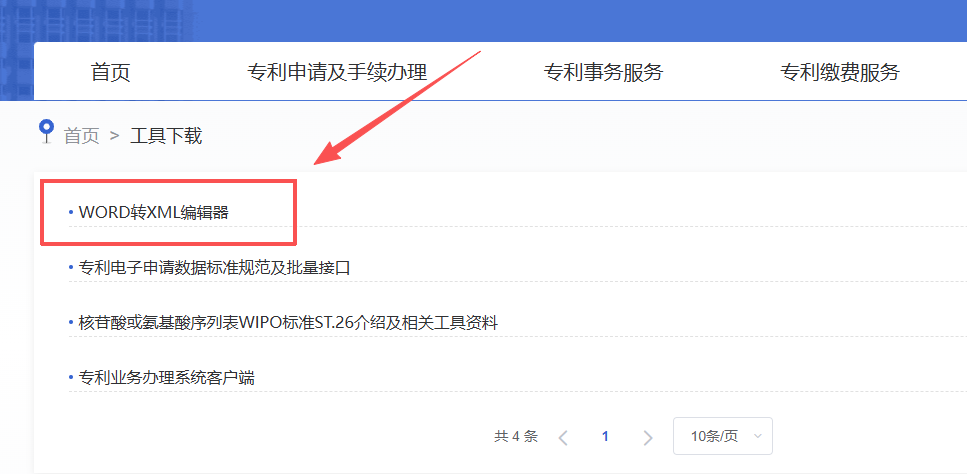 首页 专利申请及手续办理 专利事务服务 专利缴费服务
首页 > 工具下载
• WORD转XML编辑器
• 专利电子申请数据标准规范及批量接口
• 核苷酸或氨基酸序列表WIPO标准ST.26介绍及相关工具资料
• 专利业务办理系统客户端
共 4 条 < 1 > 10条/页